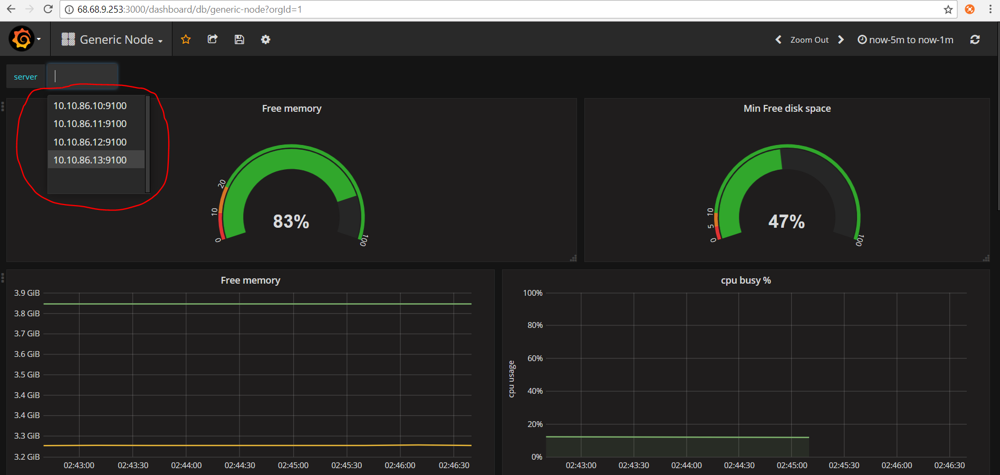 68.68.9.253:3000/dashboard/db/generic-node?orgId=1
Generic Node
Zoom Out
now-5m to now-1m
server
10.10.86.10:9100
10.10.86.11:9100
10.10.86.12:9100
10.10.86.13:9100
Free memory
0
10
20
100
83%
Min Free disk space
0
5
10
100
47%
Free memory
3.9 GiB
3.8 GiB
3.7 GiB
3.6 GiB
3.5 GiB
3.4 GiB
3.4 GiB
3.3 GiB
3.2 GiB
02:43:00 02:43:30 02:44:00 02:44:30 02:45:00 02:45:30 02:46:00 02:46:30
cpu busy %
cpu usage
100%
80%
60%
40%
20%
0%
02:43:00 02:43:30 02:44:00 02:44:30 02:45:00 02:45:30 02:46:00 02:46:30